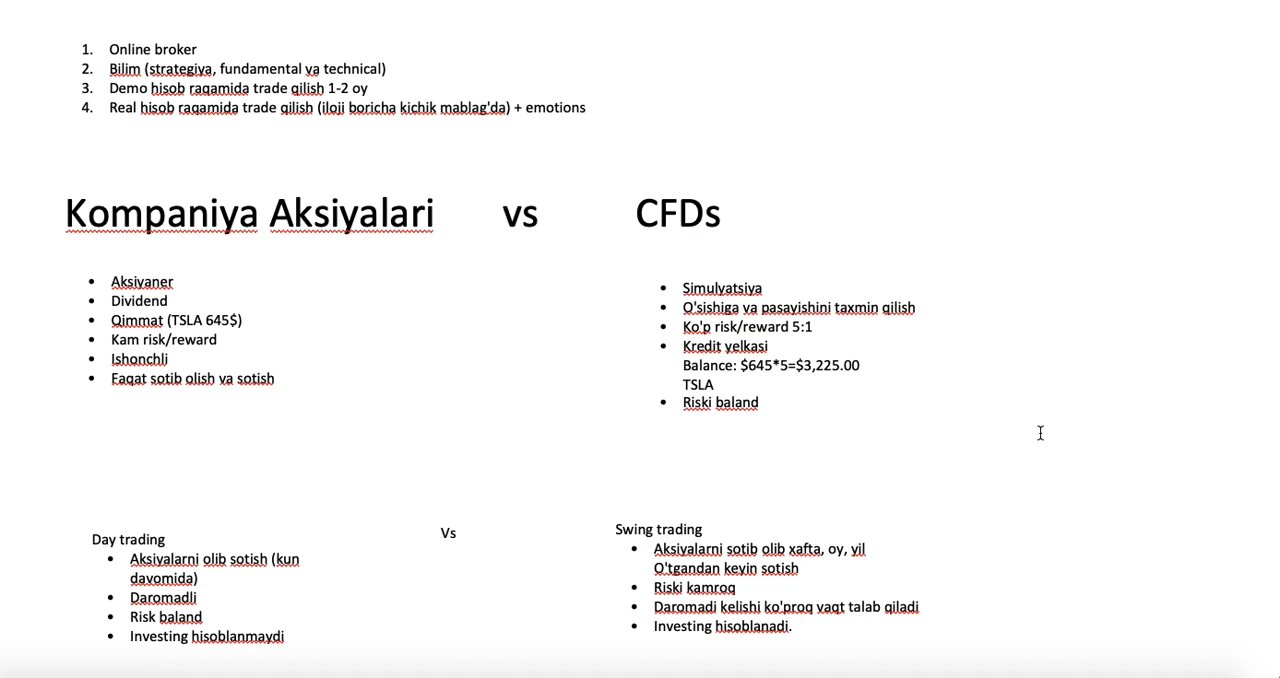 1. Online broker
2. Bilim (strategiya, fundamental va technical)
3. Demo hisob raqamida trade qilish 1-2 oy
4. Real hisob raqamida trade qilish (iloji boricha kichik mablag'da) + emotions
Kompaniya Aksiyalari vs CFDs
• Aksiyaner
• Dividend
• Qimmat (TSLA 645$)
• Kam risk/reward
• Ishonchli
• Faqat sotib olish va sotish
• Simulyatsiya
• O'sishiga va pasayishini taxmin qilish
• Ko'p risk/reward 5:1
• Kredit yelkasi
Balance: $645*5=$3,225.00
TSLA
• Riski baland
Day trading
• Aksiyalarni olib sotish (kun
davomida)
• Daromadli
• Risk baland
• Investing hisoblanmaydi
Vs
Swing trading
• Aksiyalarni sotib olib xafta, oy, yil
O'tgandan keyin sotish
• Riski kamroq
• Daromadi kelishi ko'proq vaqt talab qiladi
• Investing hisoblanadi.